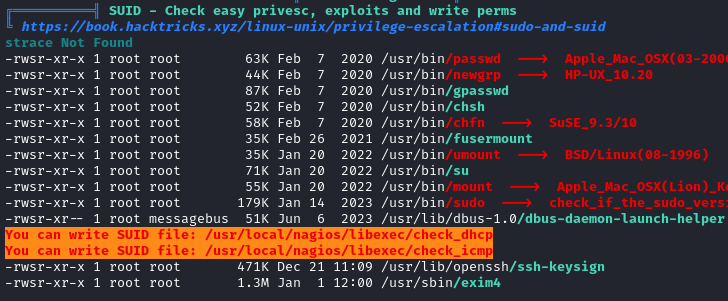 SUID - Check easy privesc, exploits and write perms
https://book.hacktricks.xyz/linux-unix/privilege-escalation#sudo-and-suid
strace Not Found
-rwsr-xr-x 1 root root 63K Feb 7 2020 /usr/bin/passwd ---> Apple_Mac_OSX(03-2006
-rwsr-xr-x 1 root root 44K Feb 7 2020 /usr/bin/newgrp ---> HP-UX_10.20
-rwsr-xr-x 1 root root 87K Feb 7 2020 /usr/bin/gpasswd
-rwsr-xr-x 1 root root 52K Feb 7 2020 /usr/bin/chsh
-rwsr-xr-x 1 root root 58K Feb 7 2020 /usr/bin/chfn ---> SuSE_9.3/10
-rwsr-xr-x 1 root root 35K Feb 26 2021 /usr/bin/fusermount
-rwsr-xr-x 1 root root 35K Jan 20 2022 /usr/bin/umount ---> BSD/Linux(08-1996)
-rwsr-xr-x 1 root root 71K Jan 20 2022 /usr/bin/su
-rwsr-xr-x 1 root root 55K Jan 20 2022 /usr/bin/mount ---> Apple_Mac_OSX(Lion)_Ke
-rwsr-xr-x 1 root root 179K Jan 14 2023 /usr/bin/sudo ---> check_if_the_sudo_versi
-rwsr-xr-- 1 root messagebus 51K Jun 6 2023 /usr/lib/dbus-1.0/dbus-daemon-launch-helper
You can write SUID file: /usr/local/nagios/libexec/check_dhcp
You can write SUID file: /usr/local/nagios/libexec/check_icmp
-rwsr-xr-x 1 root root 471K Dec 21 11:09 /usr/lib/openssh/ssh-keysign
-rwsr-xr-x 1 root root 1.3M Jan 1 12:00 /usr/sbin/exim4